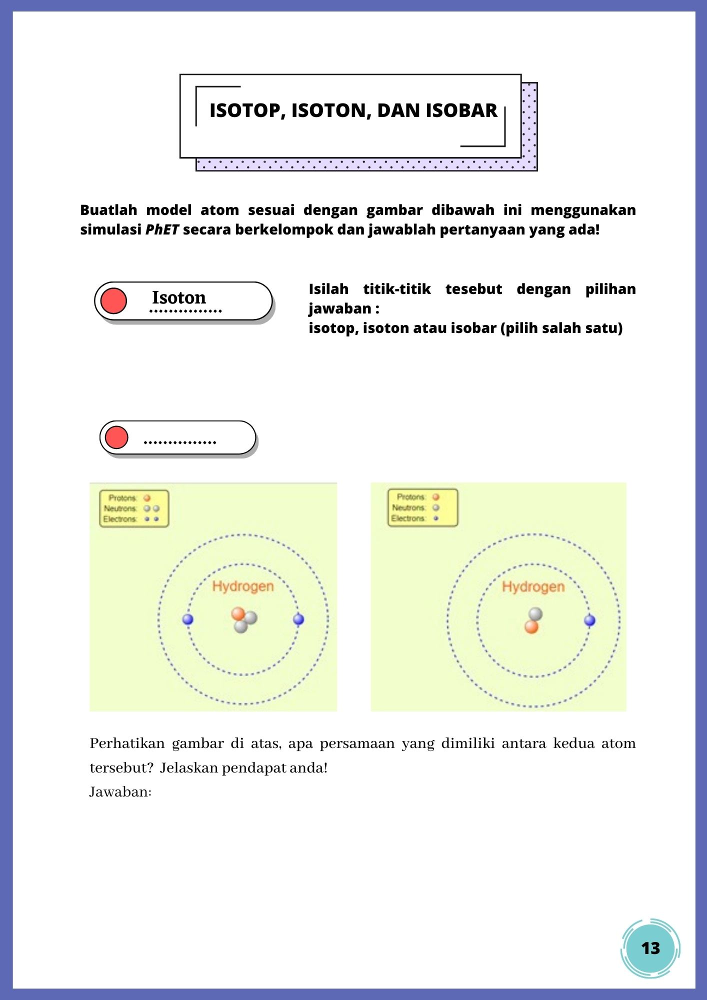 ISOTOP, ISOTON, DAN ISOBAR
Buatlah model atom sesuai dengan gambar dibawah ini menggunakan
simulasi PhET secara berkelompok dan jawablah pertanyaan yang ada!
Isoton
...............
Isilah titik-titik tesebut dengan pilihan
jawaban :
isotop, isoton atau isobar (pilih salah satu)
...............
Protons:
Neutrons:
Electrons:
Hydrogen
Protons:
Neutrons:
Electrons:
Hydrogen
Perhatikan gambar di atas, apa persamaan yang dimiliki antara kedua atom
tersebut? Jelaskan pendapat anda!
Jawaban:
13